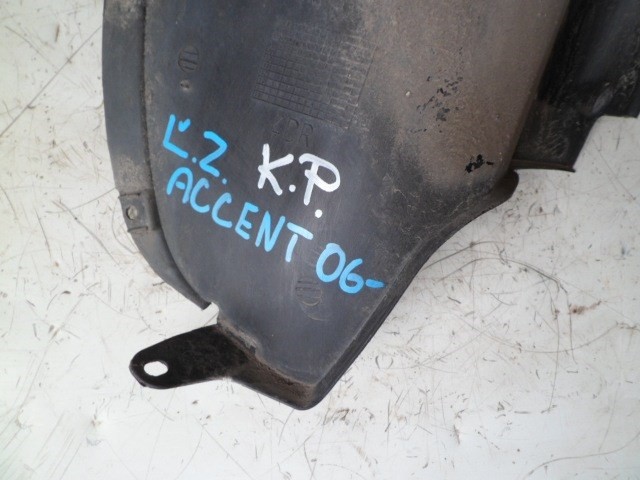 Ľ.Z. K.P.
ACCENT 06-